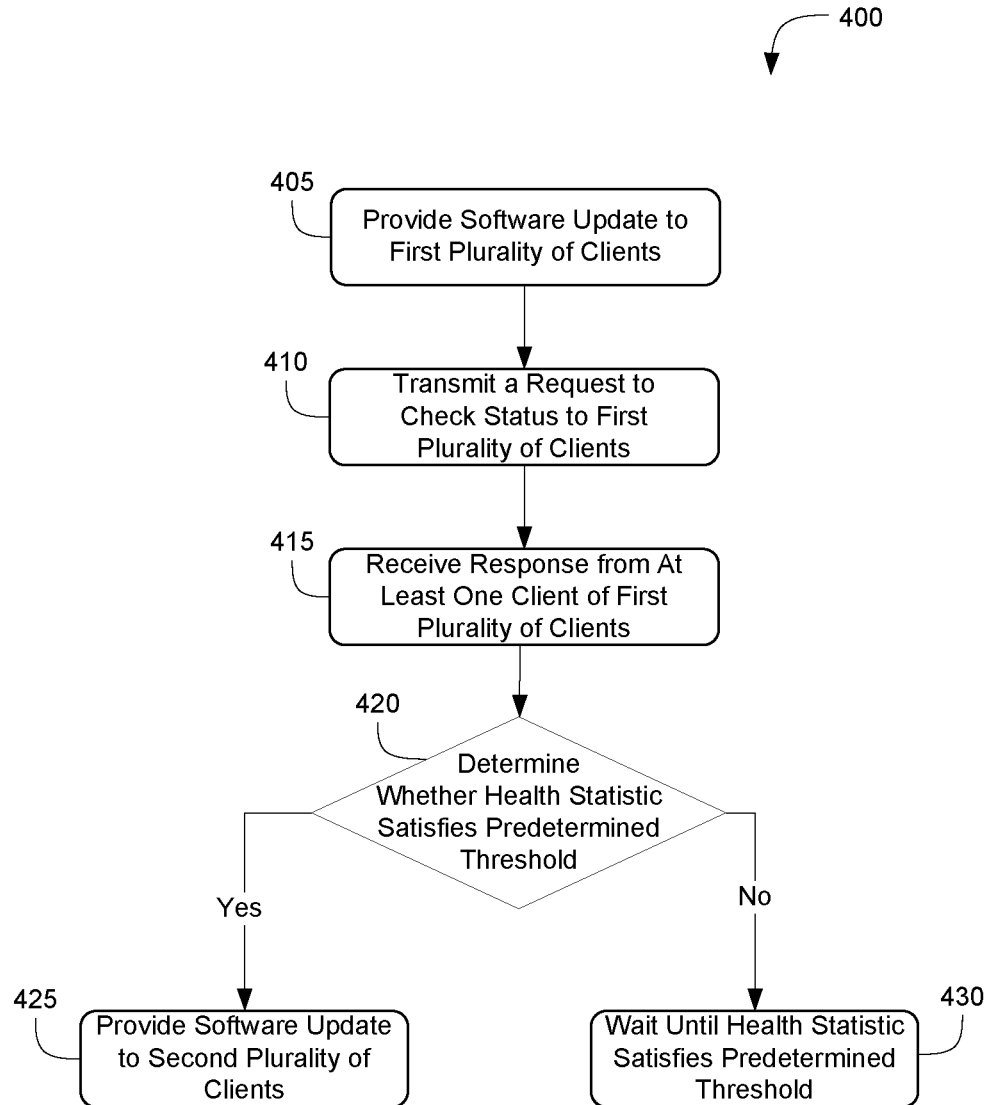 400
405
Provide Software Update to
First Plurality of Clients
410
Transmit a Request to
Check Status to First
Plurality of Clients
415
Receive Response from At
Least One Client of First
Plurality of Clients
420
Determine
Whether Health Statistic
Satisfies Predetermined
Threshold
Yes
No
425
Provide Software Update
to Second Plurality of
Clients
430
Wait Until Health Statistic
Satisfies Predetermined
Threshold